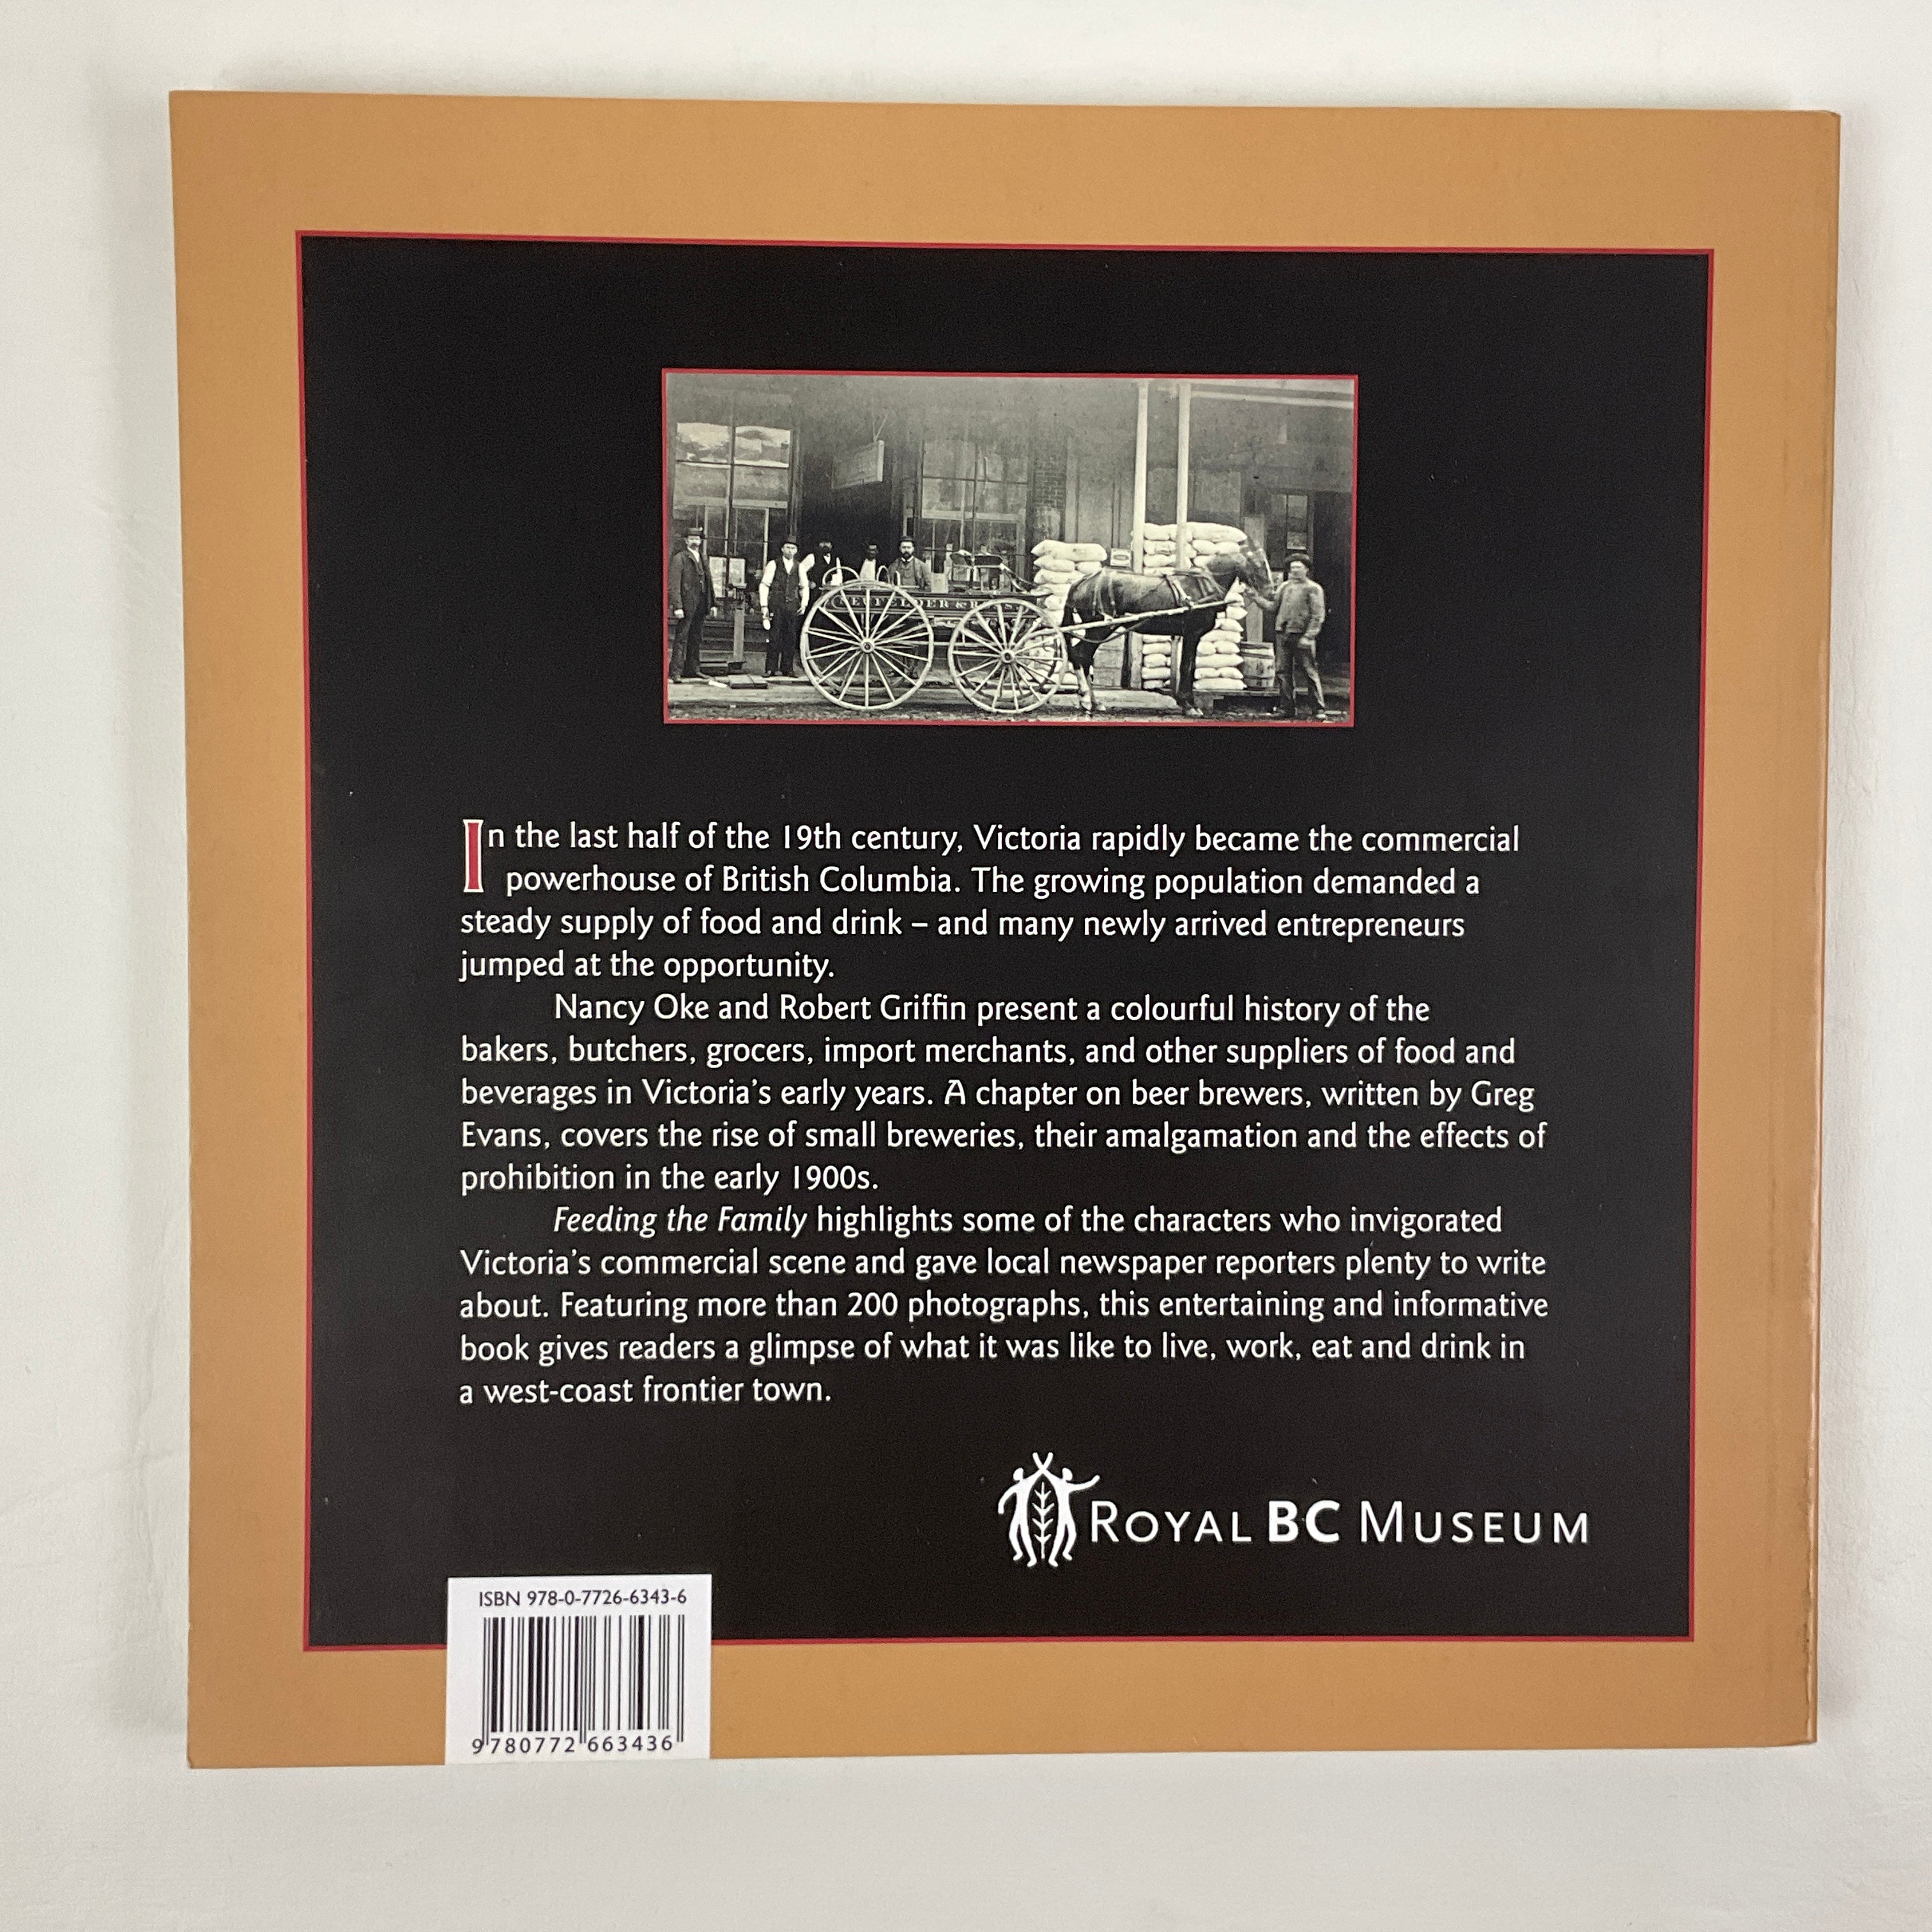 In the last half of the 19th century, Victoria rapidly became the commercial
powerhouse of British Columbia. The growing population demanded a
steady supply of food and drink – and many newly arrived entrepreneurs
jumped at the opportunity.
Nancy Oke and Robert Griffin present a colourful history of the
bakers, butchers, grocers, import merchants, and other suppliers of food and
beverages in Victoria's early years. A chapter on beer brewers, written by Greg
Evans, covers the rise of small breweries, their amalgamation and the effects of
prohibition in the early 1900s.
Feeding the Family highlights some of the characters who invigorated
Victoria's commercial scene and gave local newspaper reporters plenty to write
about. Featuring more than 200 photographs, this entertaining and informative
book gives readers a glimpse of what it was like to live, work, eat and drink in
a west-coast frontier town.
ROYAL BC MUSEUM
ISBN 978-0-7726-6343-6
9 780772 663436